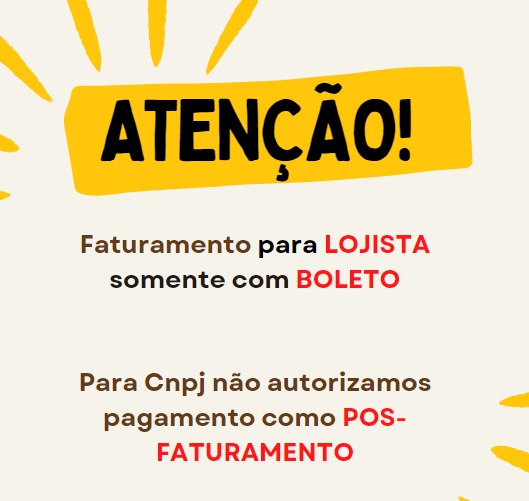 ATENÇÃO!
Faturamento para LOJISTA
somente com BOLETO
Para Cnpj não autorizamos
pagamento como POS-
FATURAMENTO